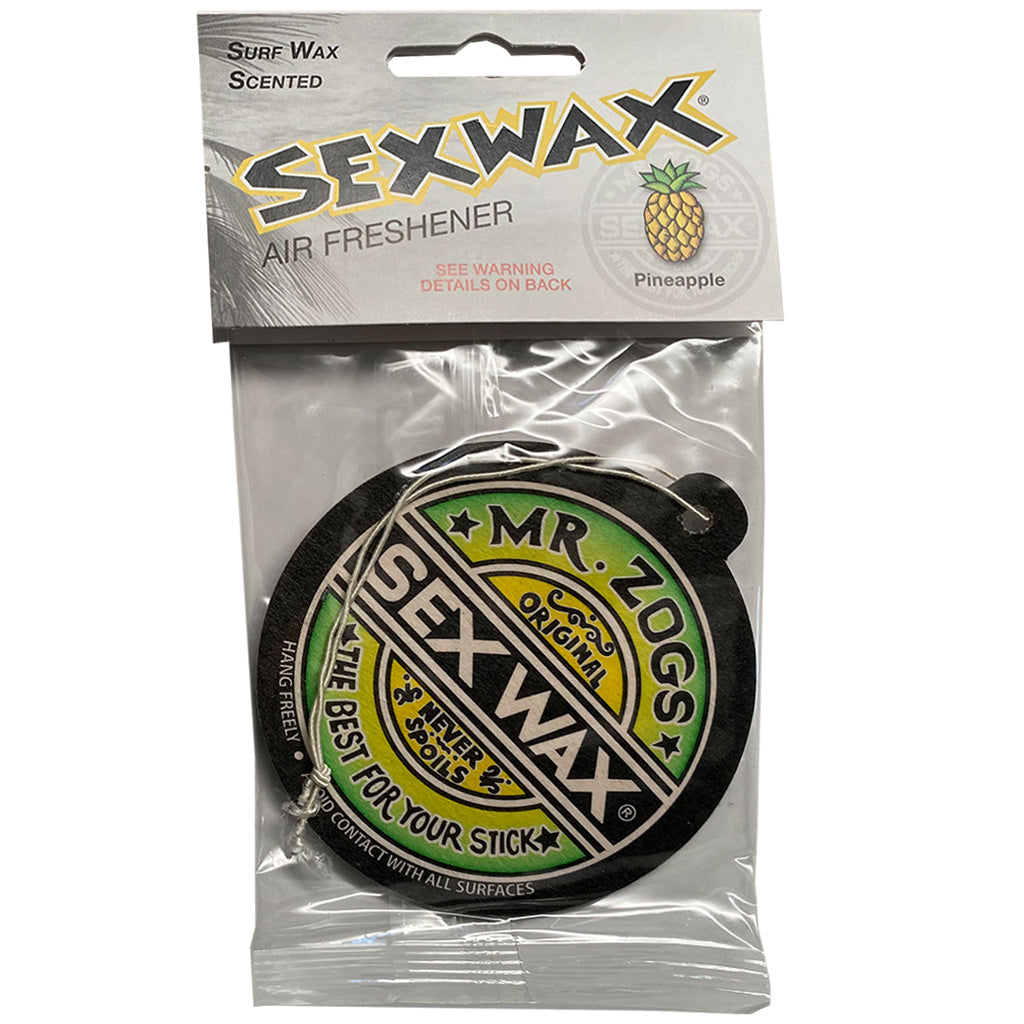 SURF WAX
SCENTED
SEXWAX®
AIR FRESHENER
SEE WARNING
DETAILS ON BACK
Pineapple
★ MR. ZOGS ★
ORIGINAL
SEX WAX®
NEVER
SPOILS
★ THE BEST FOR YOUR STICK ★
HANG FREELY • CONTACT WITH ALL SURFACES